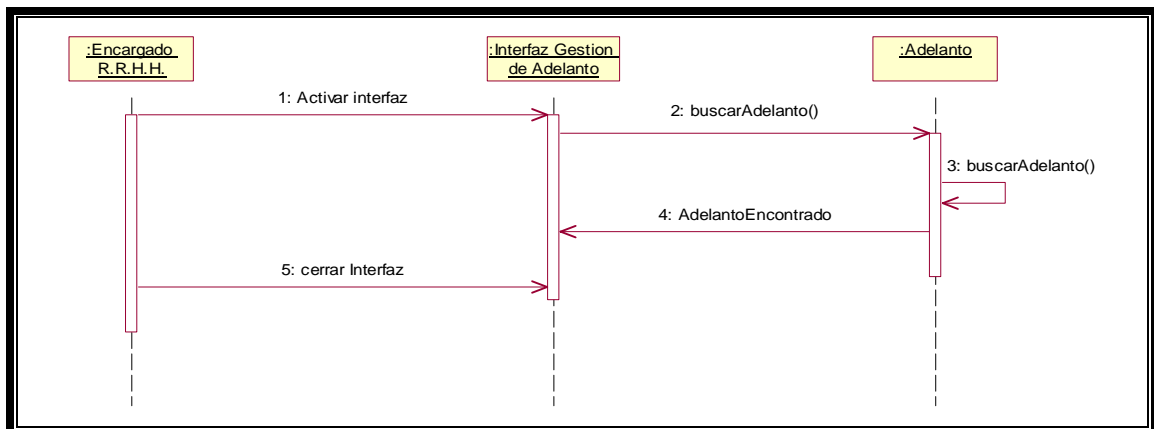 :Encargado
R.R.H.H.
:Interfaz Gestion
de Adelanto
:Adelanto
1: Activar interfaz
2: buscarAdelanto()
3: buscarAdelanto()
4: AdelantoEncontrado
5: cerrar Interfaz